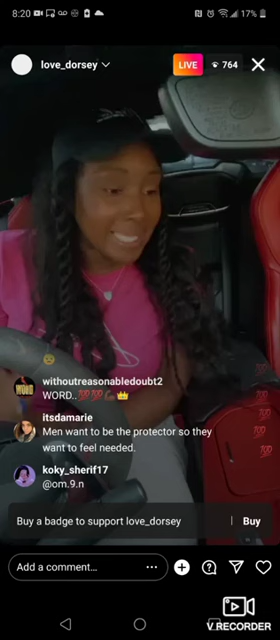 8:20
17%
love_dorsey
LIVE
764
withoutreasonabledoubt2
WORD..💯💯💪🏾👑
itsdamarie
Men want to be the protector so they
want to feel needed.
koky_sherif17
@om.9.n
Buy a badge to support love_dorsey
Buy
Add a comment...
V RECORDER